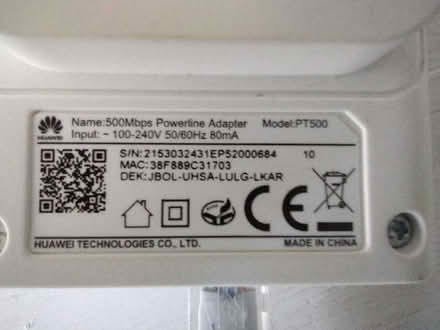 HUAWEI
Name:500Mbps Powerline Adapter Model:PT500
Input: ~ 100-240V 50/60Hz 80mA
S/N: 2153032431EP52000684 10
MAC: 38F889C31703
DEK: JBOL-UHSA-LULG-LKAR
CE
HUAWEI TECHNOLOGIES CO., LTD. MADE IN CHINA